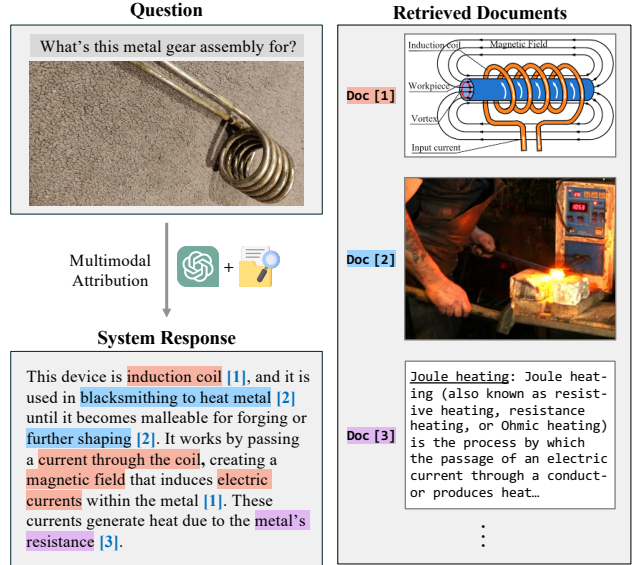 Question
What's this metal gear assembly for?
Multimodal
Attribution
+
System Response
This device is induction coil [1], and it is
used in blacksmithing to heat metal [2]
until it becomes malleable for forging or
further shaping [2]. It works by passing
a current through the coil, creating a
magnetic field that induces electric
currents within the metal [1]. These
currents generate heat due to the metal's
resistance [3].
Retrieved Documents
Doc [1]
Induction coil
Magnetic Field
Workpiece
Vortex
Input current
Doc [2]
1053
Doc [3]
Joule heating: Joule heat-
ing (also known as resist-
ive heating, resistance
heating, or Ohmic heating)
is the process by which
the passage of an electric
current through a conduct-
or produces heat…